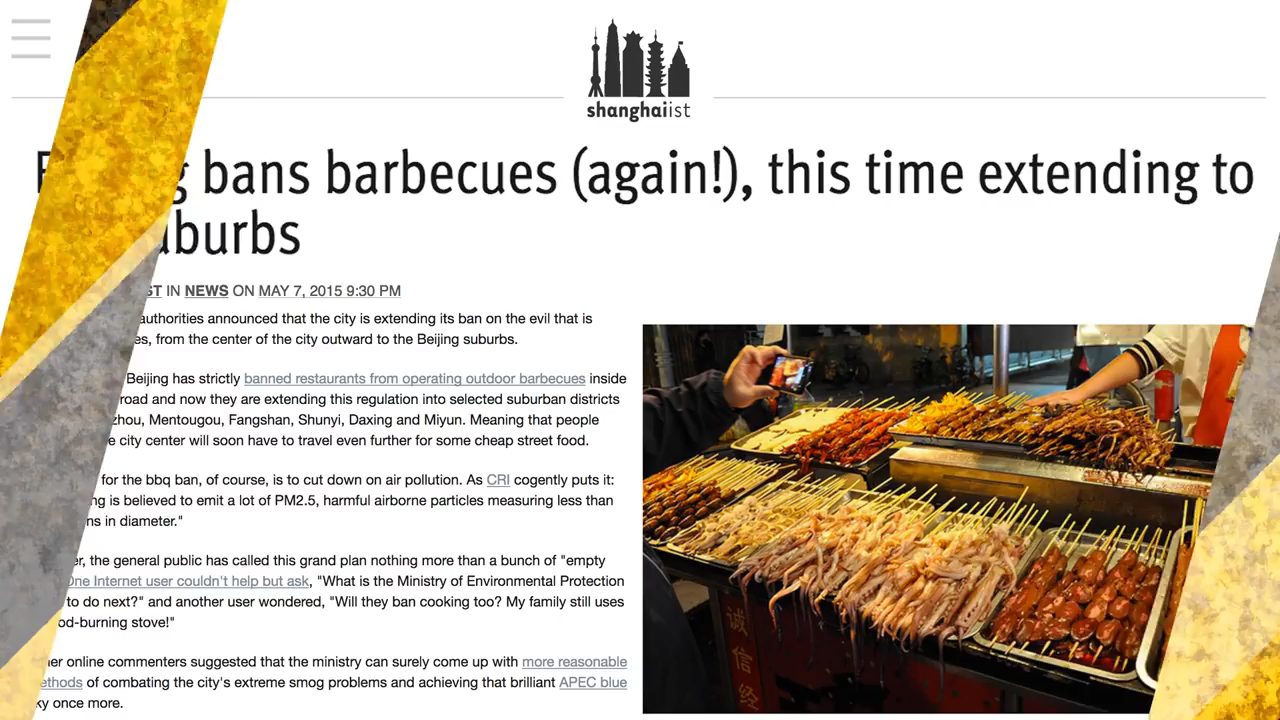 shanghaiist
bans barbecues (again!), this time extending to
suburbs
IN NEWS ON MAY 7, 2015 9:30 PM
authorities announced that the city is extending its ban on the evil that is
from the center of the city outward to the Beijing suburbs.
Beijing has strictly banned restaurants from operating outdoor barbecues inside
road and now they are extending this regulation into selected suburban districts
Mentougou, Fangshan, Shunyi, Daxing and Miyun. Meaning that people
city center will soon have to travel even further for some cheap street food.
for the bbq ban, of course, is to cut down on air pollution. As CRI cogently puts it:
is believed to emit a lot of PM2.5, harmful airborne particles measuring less than
in diameter."
the general public has called this grand plan nothing more than a bunch of "empty
One Internet user couldn't help but ask, "What is the Ministry of Environmental Protection
to do next?" and another user wondered, "Will they ban cooking too? My family still uses
stove!"
online commenters suggested that the ministry can surely come up with more reasonable
methods of combating the city's extreme smog problems and achieving that brilliant APEC blue
sky once more.
诚
信
经